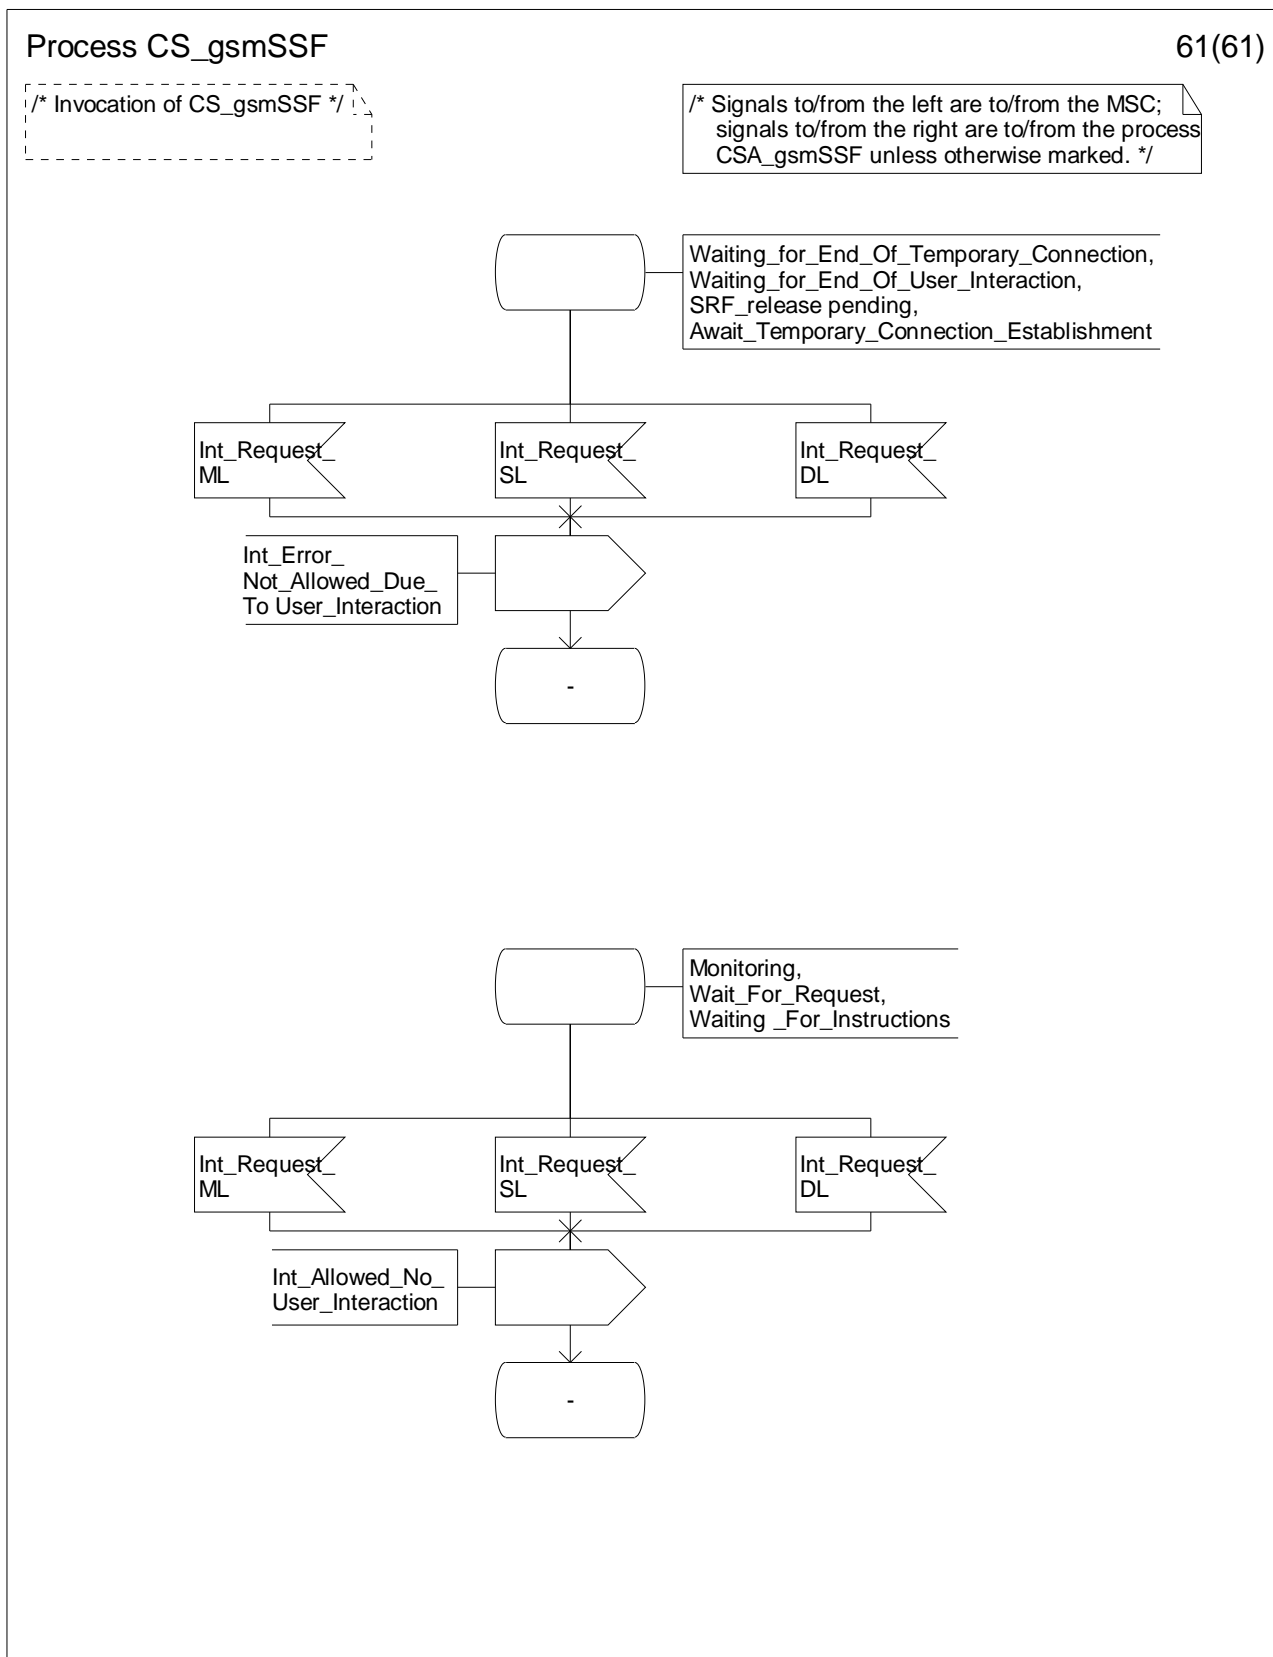 Process CS_gsmSSF
61(61)
/* Invocation of CS_gsmSSF */
/* Signals to/from the left are to/from the MSC;
signals to/from the right are to/from the process
CSA_gsmSSF unless otherwise marked. */
Waiting_for_End_Of_Temporary_Connection,
Waiting_for_End_Of_User_Interaction,
SRF_release pending,
Await_Temporary_Connection_Establishment
Int_Request_
ML
Int_Request_
SL
Int_Request_
DL
Int_Error_
Not_Allowed_Due_
To User_Interaction
-
Monitoring,
Wait_For_Request,
Waiting _For_Instructions
Int_Request_
ML
Int_Request_
SL
Int_Request_
DL
Int_Allowed_No_
User_Interaction
-